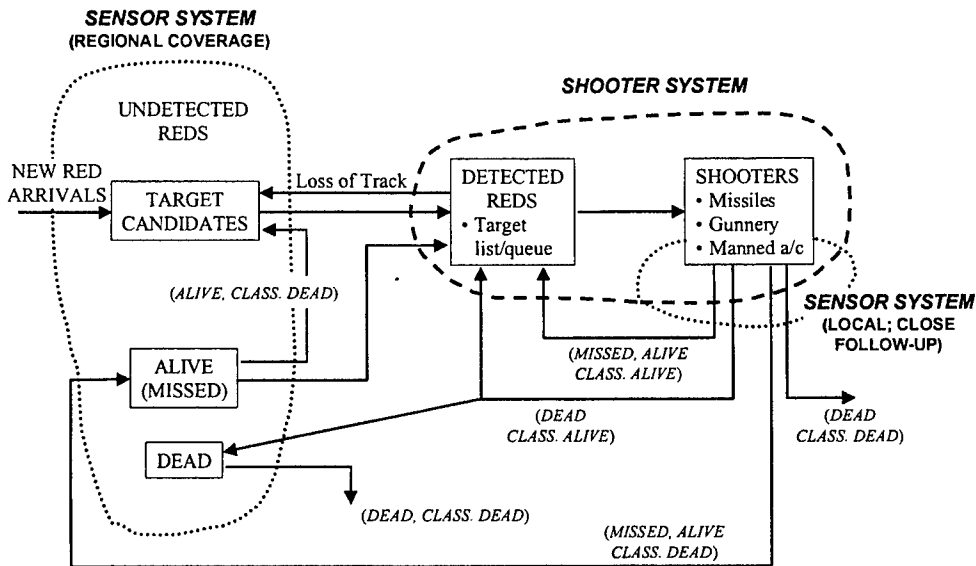 SENSOR SYSTEM
(REGIONAL COVERAGE)
UNDETECTED
REDS
NEW RED
ARRIVALS
TARGET
CANDIDATES
Loss of Track
SHOOTER SYSTEM
DETECTED
REDS
• Target
list/queue
SHOOTERS
• Missiles
• Gunnery
• Manned a/c
SENSOR SYSTEM
(LOCAL; CLOSE
FOLLOW-UP)
(ALIVE, CLASS. DEAD)
ALIVE
(MISSED)
(MISSED, ALIVE
CLASS. ALIVE)
(DEAD
CLASS. ALIVE)
(DEAD
CLASS. DEAD)
DEAD
(DEAD, CLASS. DEAD)
(MISSED, ALIVE
CLASS. DEAD)